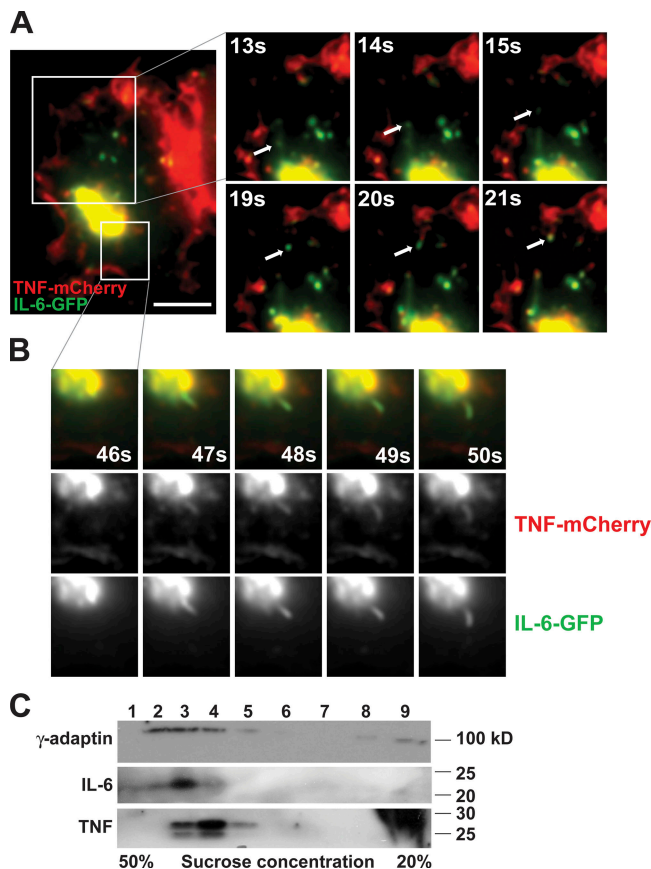 A
13s 14s 15s
19s 20s 21s
TNF-mCherry
IL-6-GFP
B
46s 47s 48s 49s 50s
TNF-mCherry
IL-6-GFP
C
1 2 3 4 5 6 7 8 9
γ-adaptin 100 kD
IL-6 25
20
TNF 30
25
50% Sucrose concentration 20%